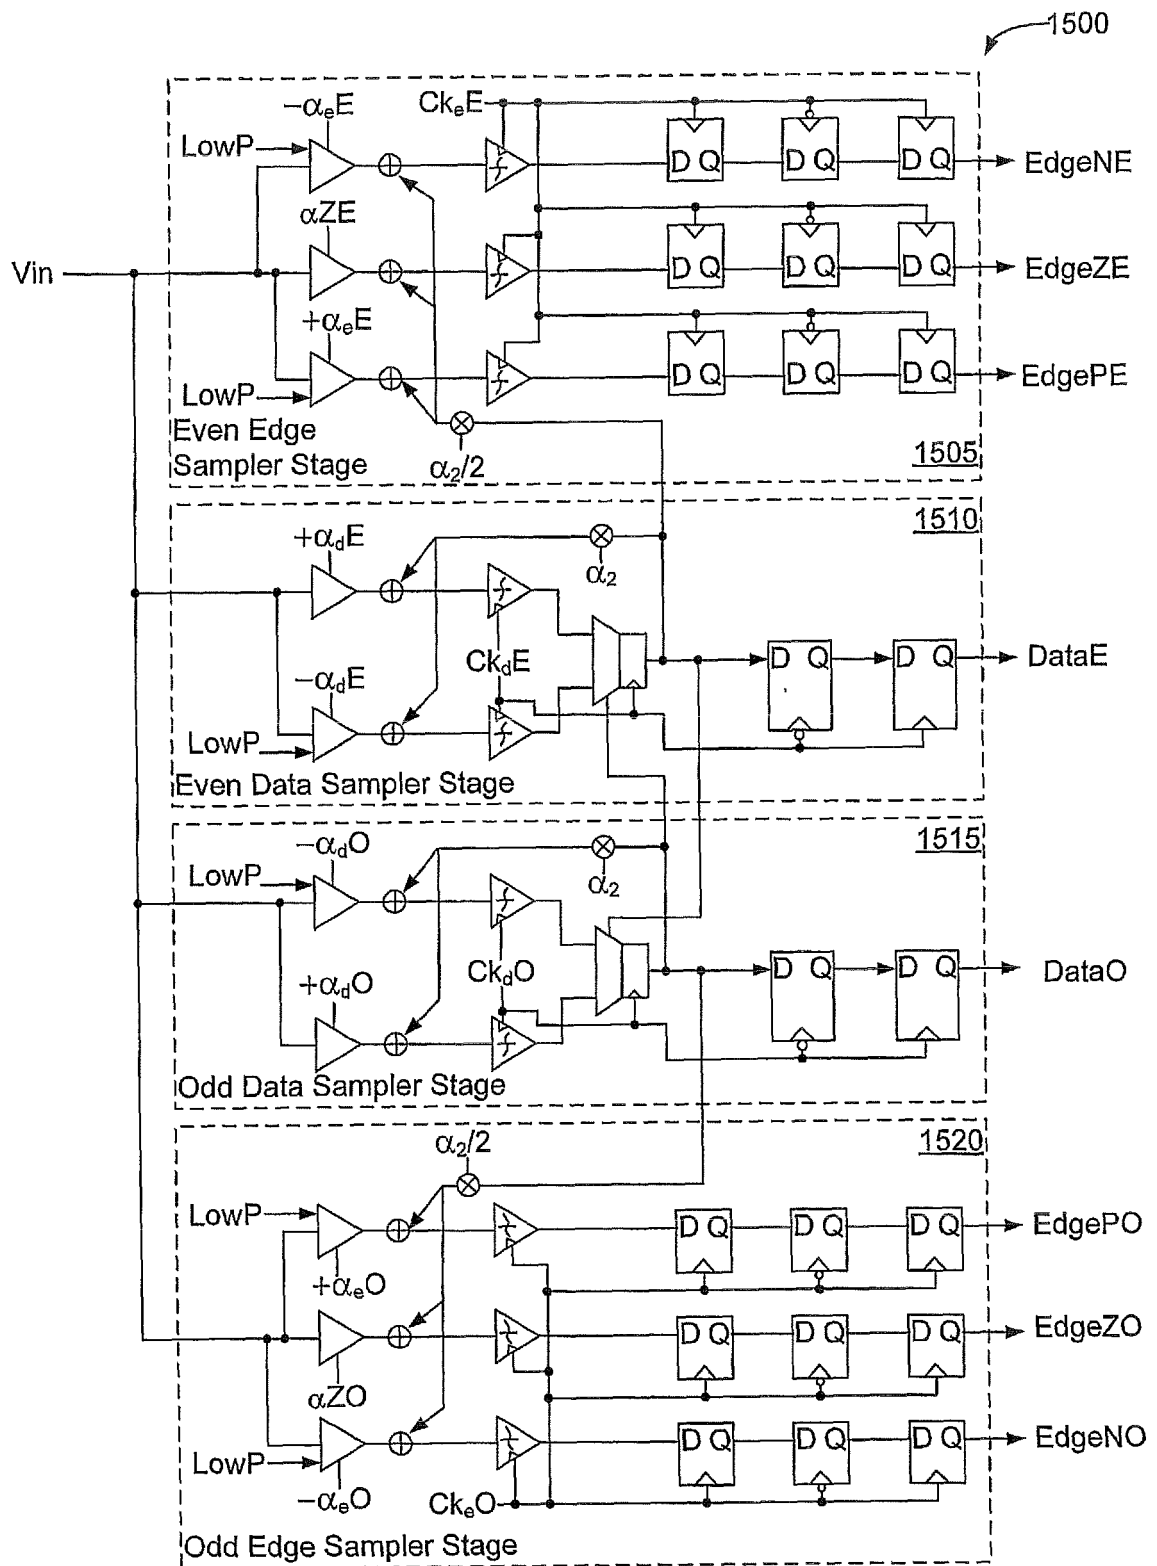 1500
−αeE
CkeE
LowP
D Q D Q D Q
EdgeNE
αZE
Vin
D Q D Q D Q
EdgeZE
+αeE
D Q D Q D Q
EdgePE
LowP
Even Edge
Sampler Stage
α2/2
1505
1510
+αdE
α2
CkdE
D Q D Q
DataE
−αdE
LowP
Even Data Sampler Stage
1515
−αdO
LowP
α2
CkdO
D Q D Q
DataO
+αdO
Odd Data Sampler Stage
α2/2
1520
LowP
D Q D Q D Q
EdgePO
+αeO
D Q D Q D Q
EdgeZO
αZO
D Q D Q D Q
EdgeNO
LowP
−αeO
CkeO
Odd Edge Sampler Stage